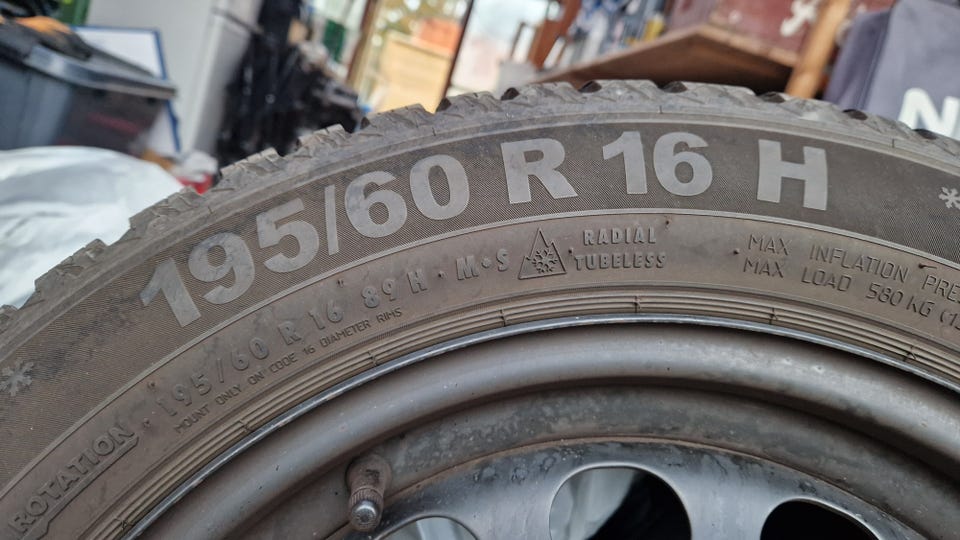 195/60 R 16 H
195/60 R 16 89 H · M+S
RADIAL
TUBELESS
MAX INFLATION
MAX LOAD 580 KG
MOUNT ONLY ON CODE 16 DIAMETER RIMS
ROTATION
N